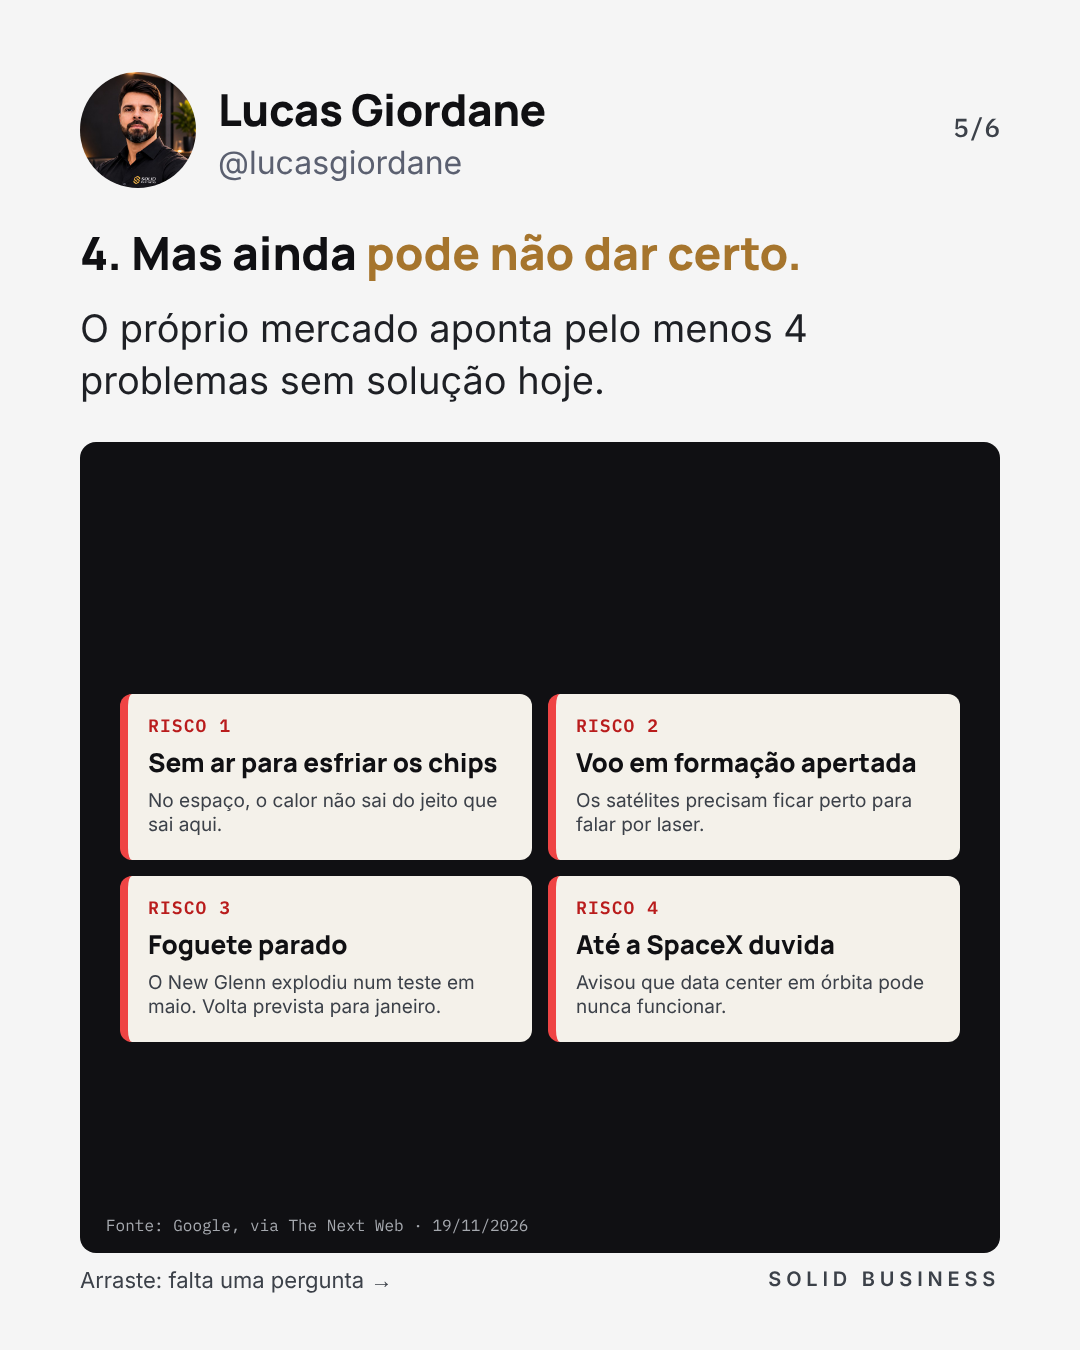 Lucas Giordane
@lucasgiordane
5/6
4. Mas ainda pode não dar certo.
O próprio mercado aponta pelo menos 4
problemas sem solução hoje.
RISCO 1
Sem ar para esfriar os chips
No espaço, o calor não sai do jeito que
sai aqui.
RISCO 2
Voo em formação apertada
Os satélites precisam ficar perto para
falar por laser.
RISCO 3
Foguete parado
O New Glenn explodiu num teste em
maio. Volta prevista para janeiro.
RISCO 4
Até a SpaceX duvida
Avisou que data center em órbita pode
nunca funcionar.
Fonte: Google, via The Next Web · 19/11/2026
Arraste: falta uma pergunta →
SOLID BUSINESS